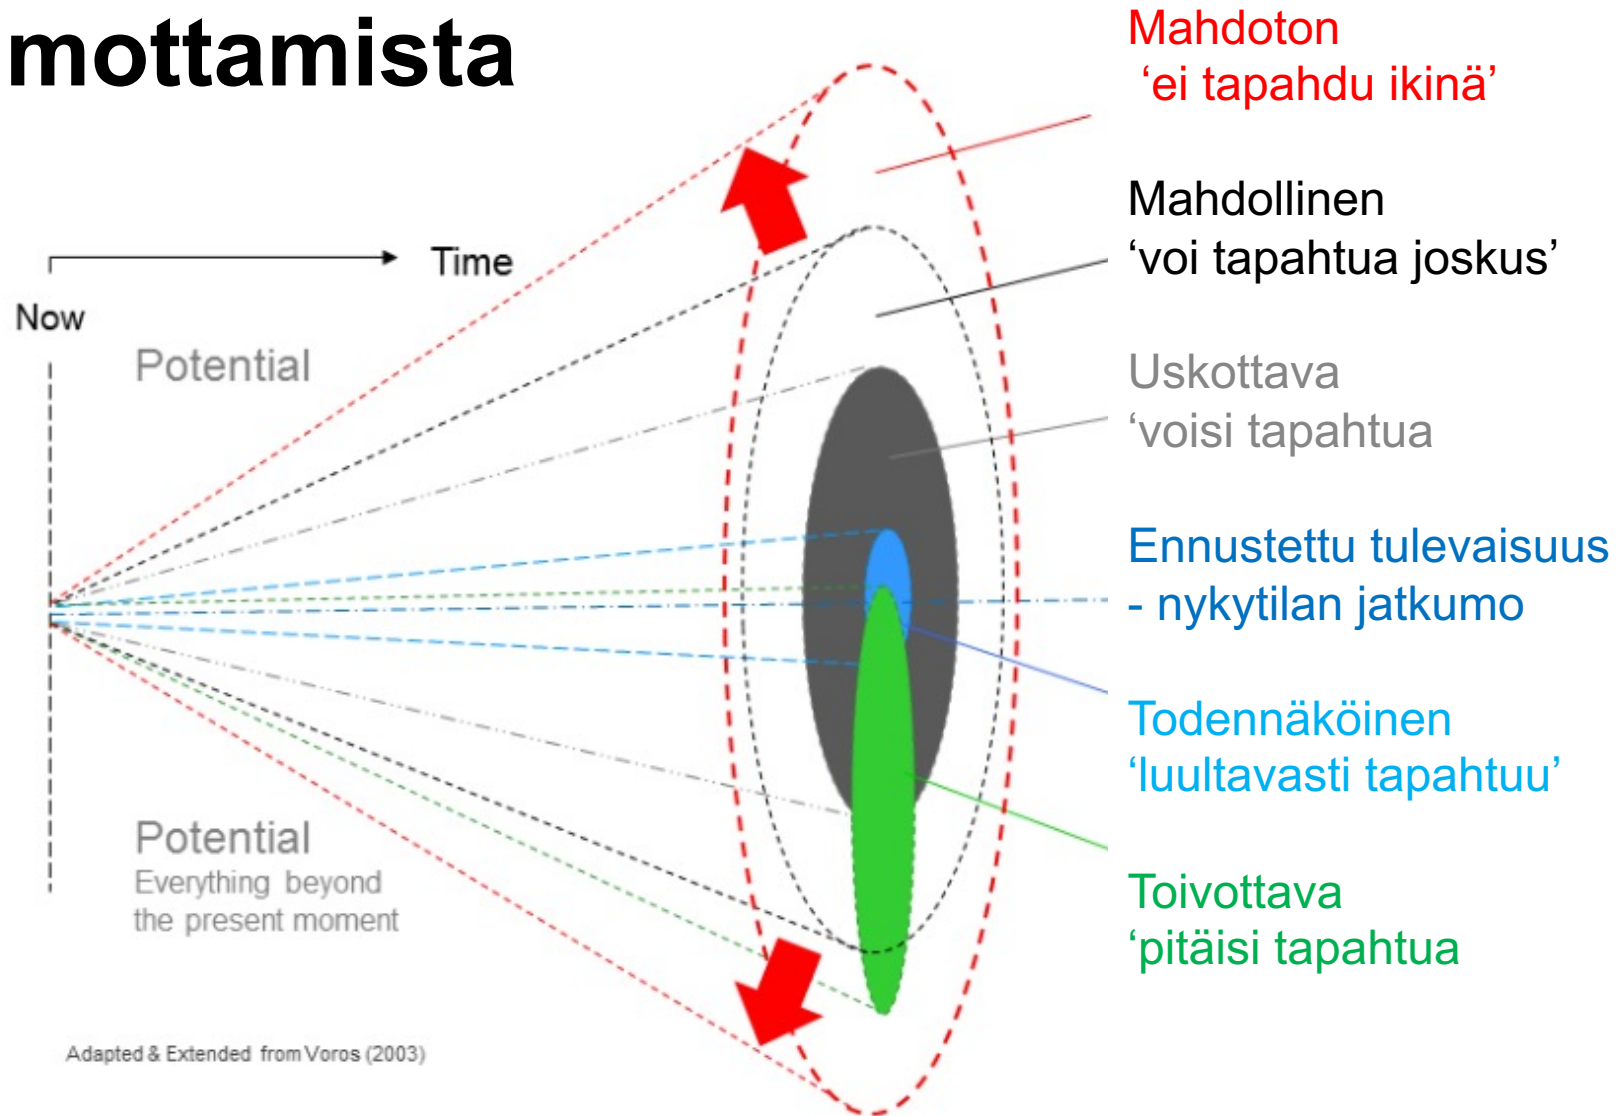 mottamista
Mahdoton
‘ei tapahdu ikinä’
Mahdollinen
‘voi tapahtua joskus’
Time
Now
Potential
Uskottava
‘voisi tapahtua
Ennustettu tulevaisuus
- nykytilan jatkumo
Todennäköinen
‘luultavasti tapahtuu’
Potential
Everything beyond
the present moment
Toivottava
‘pitäisi tapahtua
Adapted & Extended from Voros (2003)